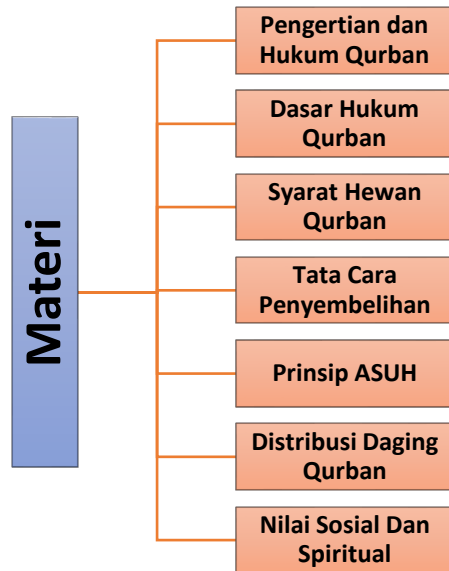 Materi
Pengertian dan
Hukum Qurban
Dasar Hukum
Qurban
Syarat Hewan
Qurban
Tata Cara
Penyembelihan
Prinsip ASUH
Distribusi Daging
Qurban
Nilai Sosial Dan
Spiritual